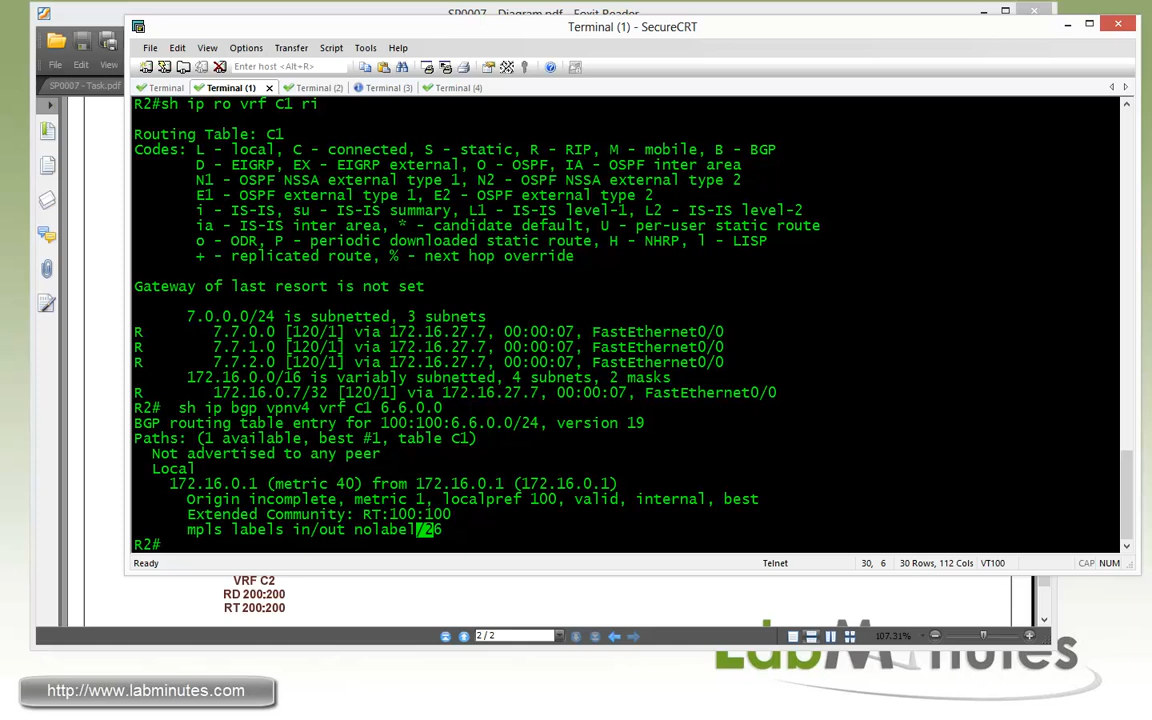 SP0007 - Diagram.pdf - Foxit Reader
Terminal (1) - SecureCRT
File Edit View Options Transfer Script Tools Help
Enter host <Alt+R>
Terminal Terminal (1) Terminal (2) Terminal (3) Terminal (4)
File Edit View
SP0007 - Task.pdf
R2#sh ip ro vrf C1 ri
Routing Table: C1
Codes: L - local, C - connected, S - static, R - RIP, M - mobile, B - BGP
D - EIGRP, EX - EIGRP external, O - OSPF, IA - OSPF inter area
N1 - OSPF NSSA external type 1, N2 - OSPF NSSA external type 2
E1 - OSPF external type 1, E2 - OSPF external type 2
i - IS-IS, su - IS-IS summary, L1 - IS-IS level-1, L2 - IS-IS level-2
ia - IS-IS inter area, * - candidate default, U - per-user static route
o - ODR, P - periodic downloaded static route, H - NHRP, l - LISP
+ - replicated route, % - next hop override
Gateway of last resort is not set
7.0.0.0/24 is subnetted, 3 subnets
R 7.7.0.0 [120/1] via 172.16.27.7, 00:00:07, FastEthernet0/0
R 7.7.1.0 [120/1] via 172.16.27.7, 00:00:07, FastEthernet0/0
R 7.7.2.0 [120/1] via 172.16.27.7, 00:00:07, FastEthernet0/0
172.16.0.0/16 is variably subnetted, 4 subnets, 2 masks
R 172.16.0.7/32 [120/1] via 172.16.27.7, 00:00:07, FastEthernet0/0
R2# sh ip bgp vpnv4 vrf C1 6.6.0.0
BGP routing table entry for 100:100:6.6.0.0/24, version 19
Paths: (1 available, best #1, table C1)
Not advertised to any peer
Local
172.16.0.1 (metric 40) from 172.16.0.1 (172.16.0.1)
Origin incomplete, metric 1, localpref 100, valid, internal, best
Extended Community: RT:100:100
mpls labels in/out nolabel/26
R2#
Ready Telnet 30, 6 30 Rows, 112 Cols VT100 CAP NUM
VRF C2
RD 200:200
RT 200:200
2 / 2 107.31%
LabMinutes
http://www.labminutes.com